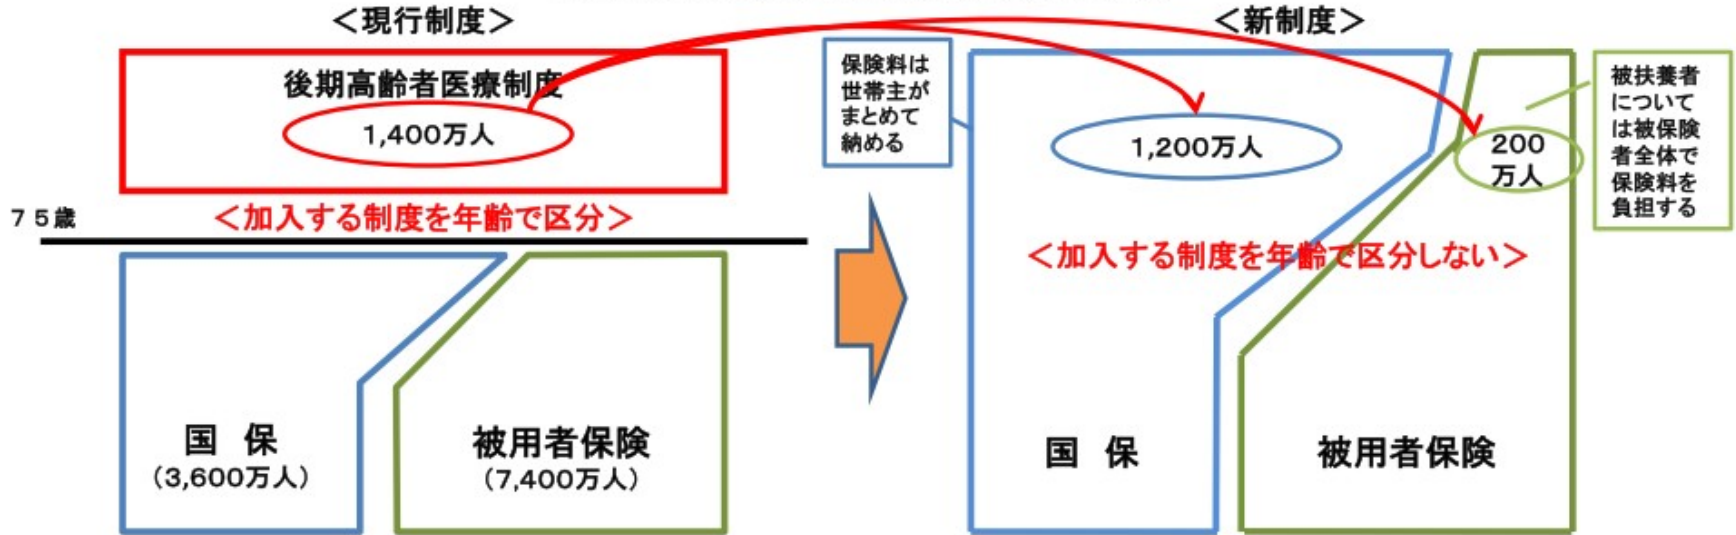 ＜現行制度＞
後期高齢者医療制度
1,400万人
７５歳
＜加入する制度を年齢で区分＞
国　保
（3,600万人）
被用者保険
（7,400万人）
＜新制度＞
保険料は
世帯主が
まとめて
納める
1,200万人
200
万人
被扶養者
について
は被保険
者全体で
保険料を
負担する
＜加入する制度を年齢で区分しない＞
国　保
被用者保険